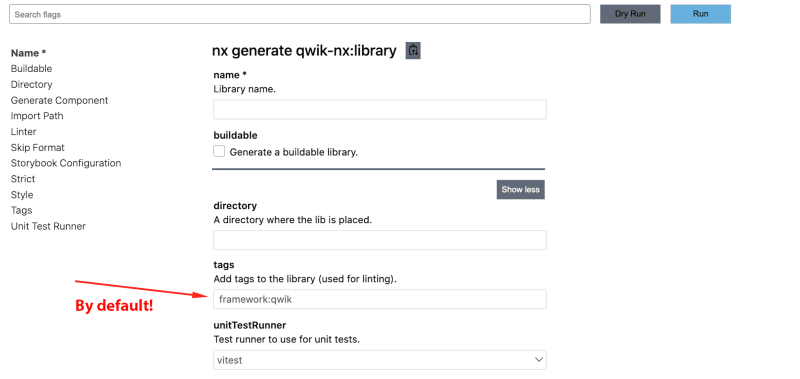 Search flags
Dry Run
Run
Name *
Buildable
Directory
Generate Component
Import Path
Linter
Skip Format
Storybook Configuration
Strict
Style
Tags
Unit Test Runner
nx generate qwik-nx:library
name *
Library name.
buildable
Generate a buildable library.
Show less
directory
A directory where the lib is placed.
tags
Add tags to the library (used for linting).
By default!
framework:qwik
unitTestRunner
Test runner to use for unit tests.
vitest